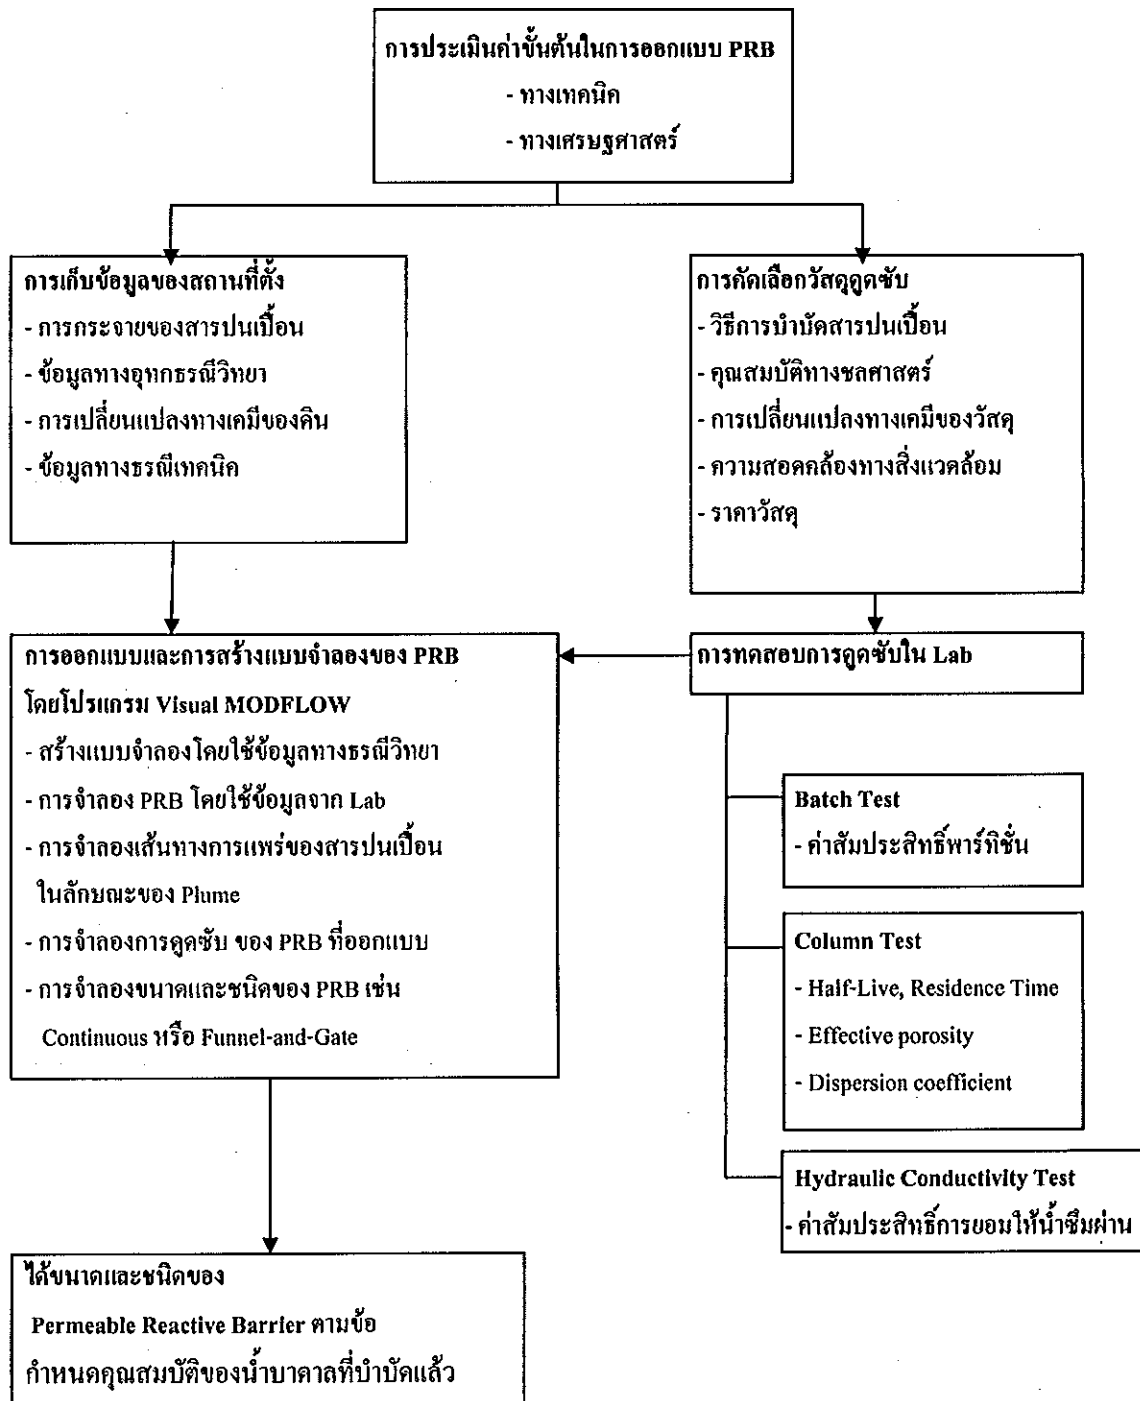 การประเมินค่าขั้นต้นในการออกแบบ PRB
- ทางเทคนิค
- ทางเศรษฐศาสตร์
การเก็บข้อมูลของสถานที่ตั้ง
- การกระจายของสารปนเปื้อน
- ข้อมูลทางอุทกธรณีวิทยา
- การเปลี่ยนแปลงทางเคมีของดิน
- ข้อมูลทางธรณีเทคนิค
การคัดเลือกวัสดุดูดซับ
- วิธีการบำบัดสารปนเปื้อน
- คุณสมบัติทางชลศาสตร์
- การเปลี่ยนแปลงทางเคมีของวัสดุ
- ความสอดคล้องทางสิ่งแวดล้อม
- ราคาวัสดุ
การออกแบบและการสร้างแบบจำลองของ PRB
โดยโปรแกรม Visual MODFLOW
- สร้างแบบจำลองโดยใช้ข้อมูลทางธรณีวิทยา
- การจำลอง PRB โดยใช้ข้อมูลจาก Lab
- การจำลองเส้นทางการแพร่ของสารปนเปื้อน
ในลักษณะของ Plume
- การจำลองการดูดซับ ของ PRB ที่ออกแบบ
- การจำลองขนาดและชนิดของ PRB เช่น
Continuous หรือ Funnel-and-Gate
การทดสอบการดูดซับใน Lab
Batch Test
- ค่าสัมประสิทธิ์พาร์ทิชั่น
Column Test
- Half-Live, Residence Time
- Effective porosity
- Dispersion coefficient
Hydraulic Conductivity Test
- ค่าสัมประสิทธิ์การยอมให้น้ำซึมผ่าน
ได้ขนาดและชนิดของ
Permeable Reactive Barrier ตามข้อ
กำหนดคุณสมบัติของน้ำบาดาลที่บำบัดแล้ว